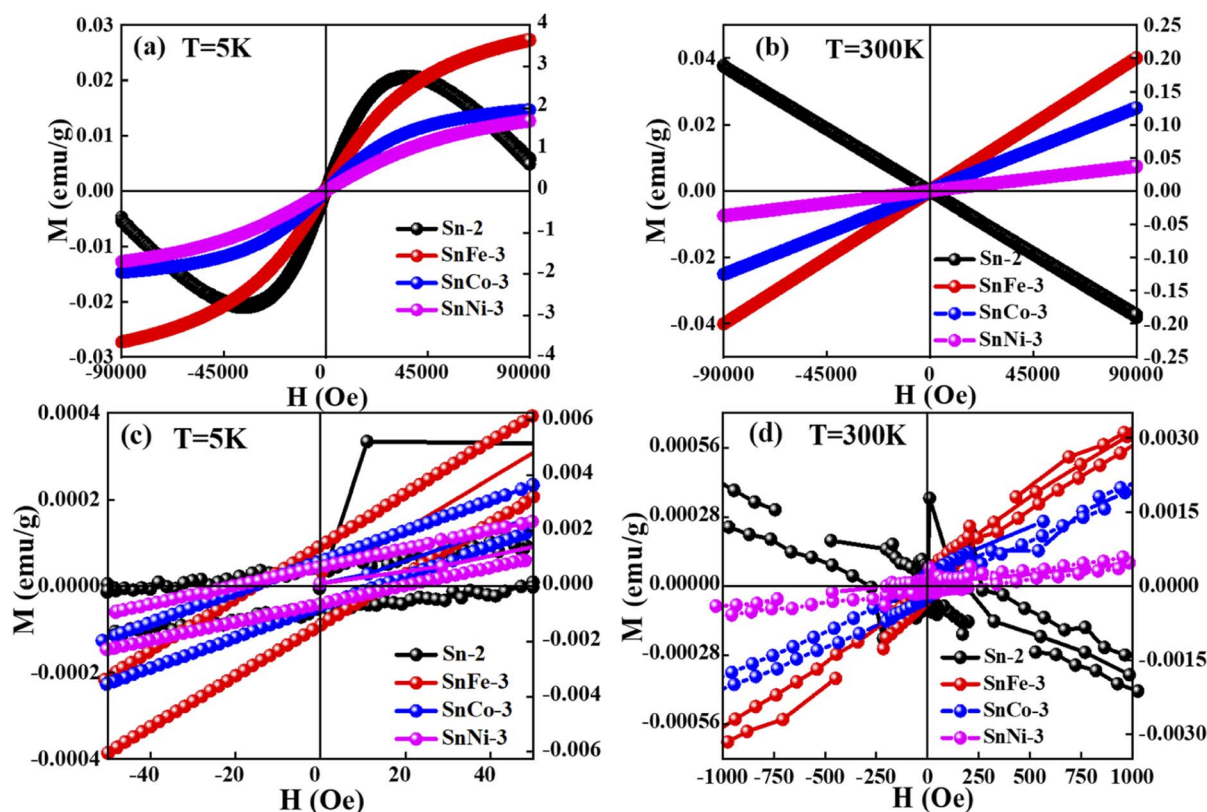 (a) T=5K
M (emu/g)
0.03
0.02
0.01
0.00
-0.01
-0.02
-0.03
4
3
2
1
0
-1
-2
-3
-4
Sn-2
SnFe-3
SnCo-3
SnNi-3
-90000 -45000 0 45000 90000
H (Oe)
(b) T=300K
M (emu/g)
0.04
0.02
0.00
-0.02
-0.04
0.25
0.20
0.15
0.10
0.05
0.00
-0.05
-0.10
-0.15
-0.20
-0.25
Sn-2
SnFe-3
SnCo-3
SnNi-3
-90000 -45000 0 45000 90000
H (Oe)
(c) T=5K
M (emu/g)
0.0004
0.0002
0.0000
-0.0002
-0.0004
0.006
0.004
0.002
0.000
-0.002
-0.004
-0.006
Sn-2
SnFe-3
SnCo-3
SnNi-3
-40 -20 0 20 40
H (Oe)
(d) T=300K
M (emu/g)
0.00056
0.00028
0.00000
-0.00028
-0.00056
0.0030
0.0015
0.0000
-0.0015
-0.0030
Sn-2
SnFe-3
SnCo-3
SnNi-3
-1000 -750 -500 -250 0 250 500 750 1000
H (Oe)